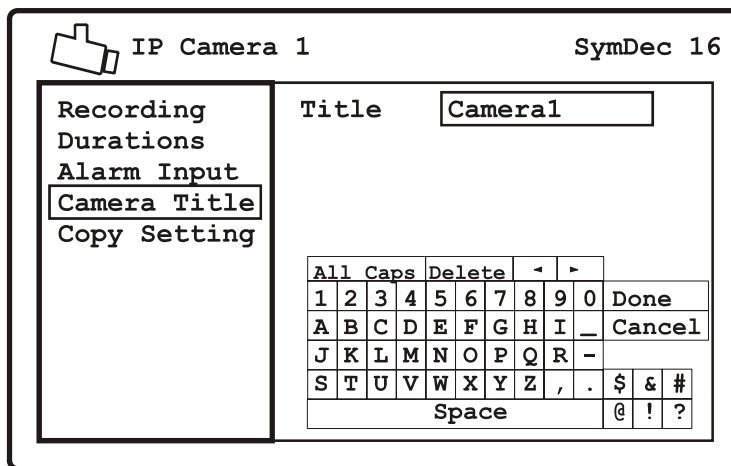 IP Camera 1 SymDec 16
Recording
Durations
Alarm Input
Camera Title
Copy Setting
Title Camera1
All Caps Delete ◄ ►
1 2 3 4 5 6 7 8 9 0 Done
A B C D E F G H I _ Cancel
J K L M N O P Q R -
S T U V W X Y Z , . $ & #
Space @ ! ?